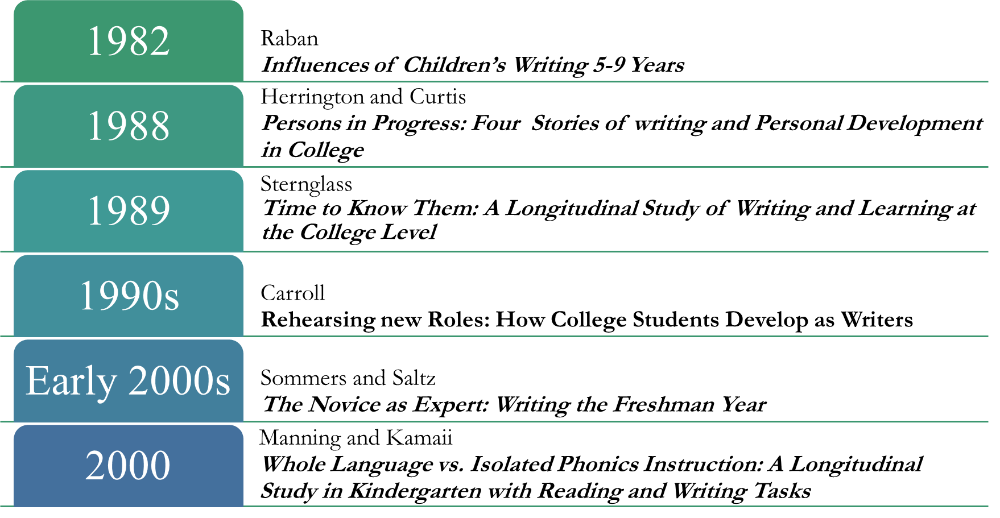 1982
Raban
Influences of Children’s Writing 5-9 Years
1988
Herrington and Curtis
Persons in Progress: Four Stories of writing and Personal Development
in College
1989
Sternglass
Time to Know Them: A Longitudinal Study of Writing and Learning at
the College Level
1990s
Carroll
Rehearsing new Roles: How College Students Develop as Writers
Early 2000s
Sommers and Saltz
The Novice as Expert: Writing the Freshman Year
2000
Manning and Kamaii
Whole Language vs. Isolated Phonics Instruction: A Longitudinal
Study in Kindergarten with Reading and Writing Tasks